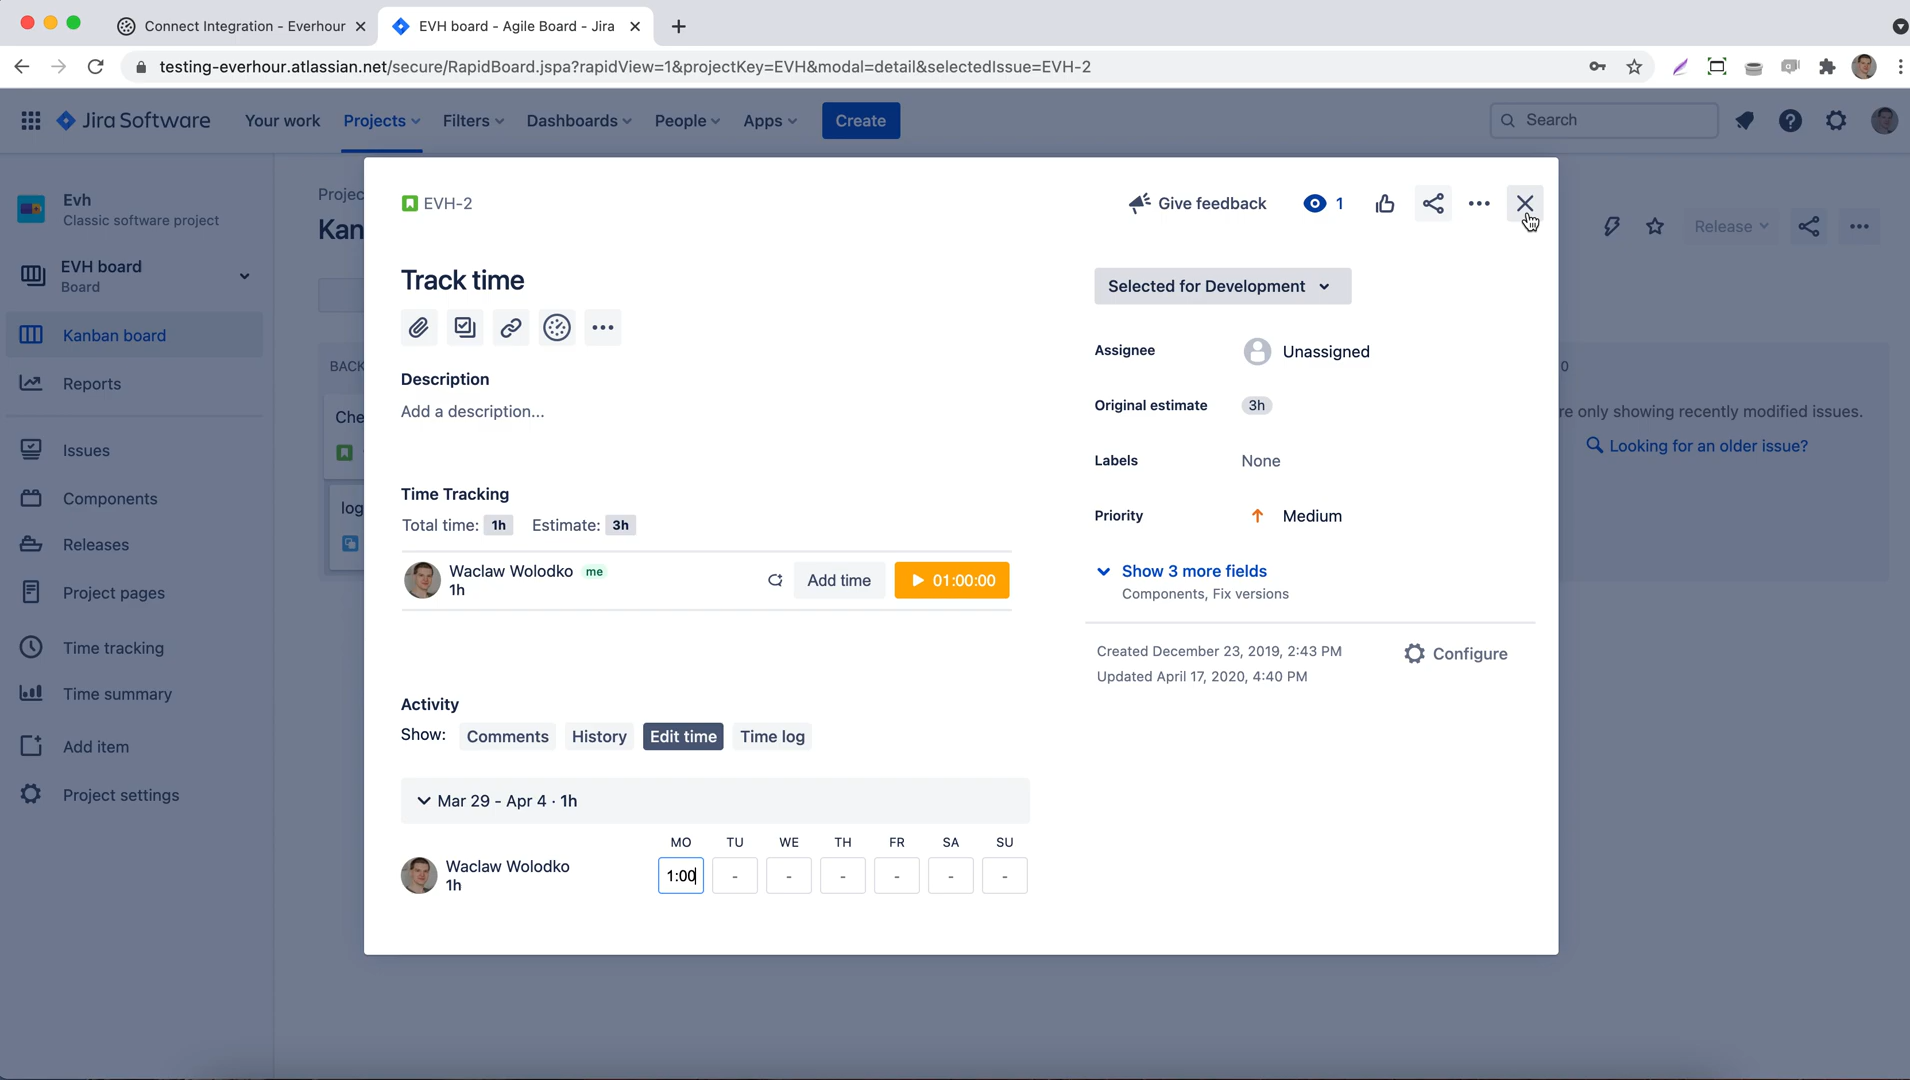 Connect Integration - Everhour
EVH board - Agile Board - Jira
testing-everhour.atlassian.net/secure/RapidBoard.jspa?rapidView=1&projectKey=EVH&modal=detail&selectedIssue=EVH-2
Jira Software
Your work
Projects
Filters
Dashboards
People
Apps
Create
Search
Evh
Classic software project
EVH board
Board
Kanban board
Reports
Issues
Components
Releases
Project pages
Time tracking
Time summary
Add item
Project settings
Projec
Kan
Release
BACK
Che
log
EVH-2
Give feedback
1
Track time
Description
Add a description...
Time Tracking
Total time: 1h Estimate: 3h
Waclaw Wolodko me
1h
Add time
01:00:00
Activity
Show: Comments History Edit time Time log
Mar 29 - Apr 4 · 1h
MO TU WE TH FR SA SU
Waclaw Wolodko
1h
1:00 - - - - - -
Selected for Development
Assignee Unassigned
Original estimate 3h
Labels None
Priority Medium
Show 3 more fields
Components, Fix versions
Created December 23, 2019, 2:43 PM
Updated April 17, 2020, 4:40 PM
Configure
0
re only showing recently modified issues.
Looking for an older issue?